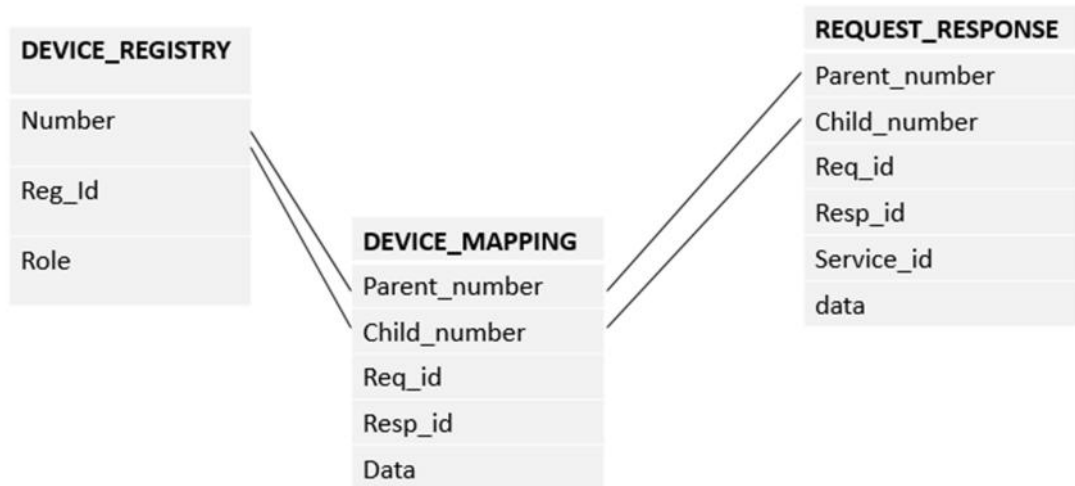 DEVICE_REGISTRY
Number
Reg_Id
Role
DEVICE_MAPPING
Parent_number
Child_number
Req_id
Resp_id
Data
REQUEST_RESPONSE
Parent_number
Child_number
Req_id
Resp_id
Service_id
data